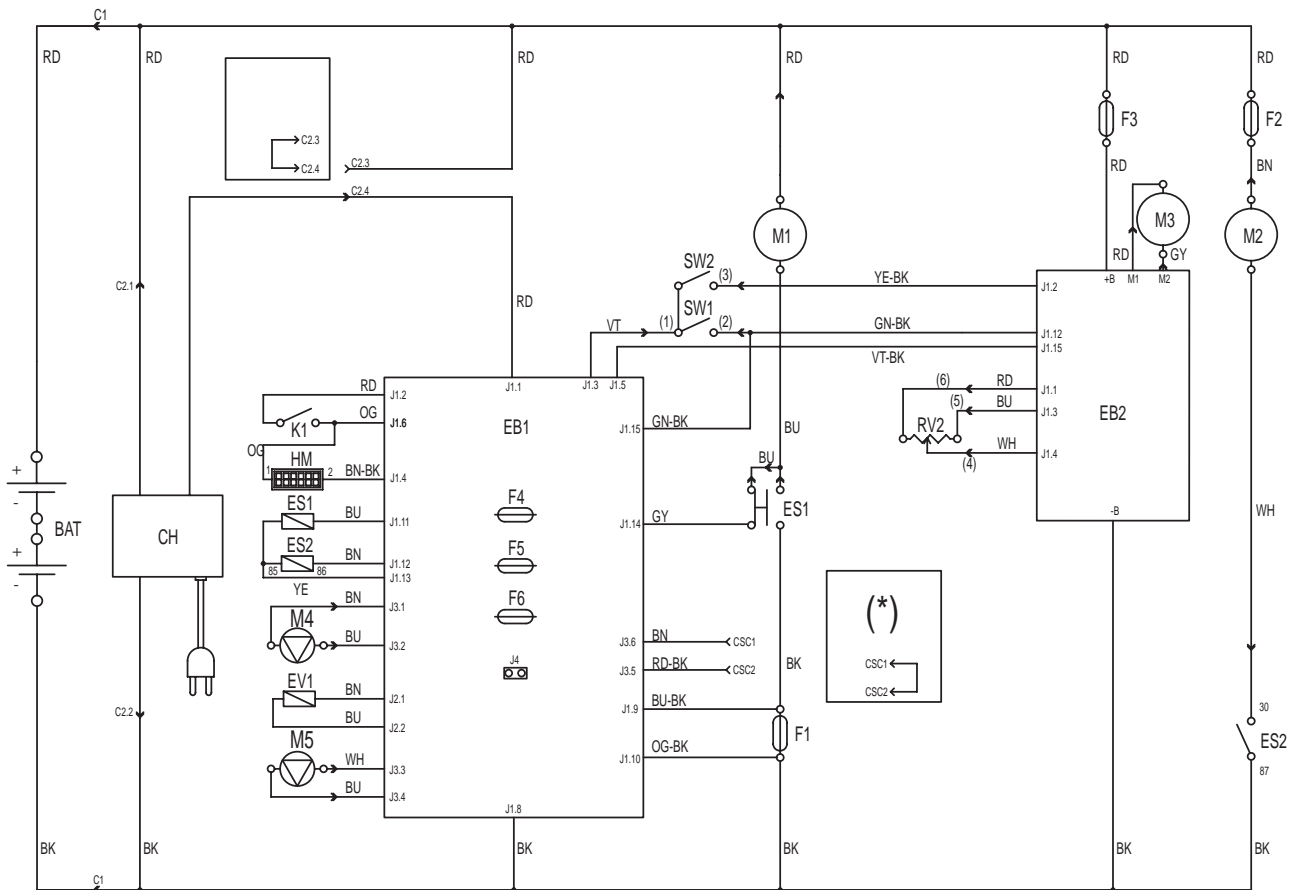 C1
RD RD RD RD RD RD
C2.3
C2.4
C2.3
C2.4
F3 F2
RD BN
M3
M1 M2
RD GY
+B M1 M2
SW2 (3) YE-BK J1.2
C2.1
RD
SW1
VT (1) (2) GN-BK J1.12
VT-BK J1.15
J1.1 J1.3 J1.5
RD J1.2
(6) RD J1.1
(5) BU J1.3
K1 OG J1.6
EB1
J1.15 GN-BK
BU
RV2
EB2
WH J1.4
(4)
OG
HM
1 2 BN-BK J1.4
BU
+
-
ES1 BU J1.11
F4
J1.14 GY
ES1
-B
WH
BAT
CH
ES2 BN J1.12
85 86 J1.13
F5
+
-
YE
BN J3.1
M4
BU J3.2
F6
(*)
J3.6 BN CSC1
J3.5 RD-BK CSC2
CSC1
CSC2
J4
BK
EV1 BN J2.1
BU J2.2
C2.2
J1.9 BU-BK
F1
30
ES2
87
M5
WH J3.3
BU J3.4
J1.10 OG-BK
J1.8
BK BK BK BK BK BK
C1